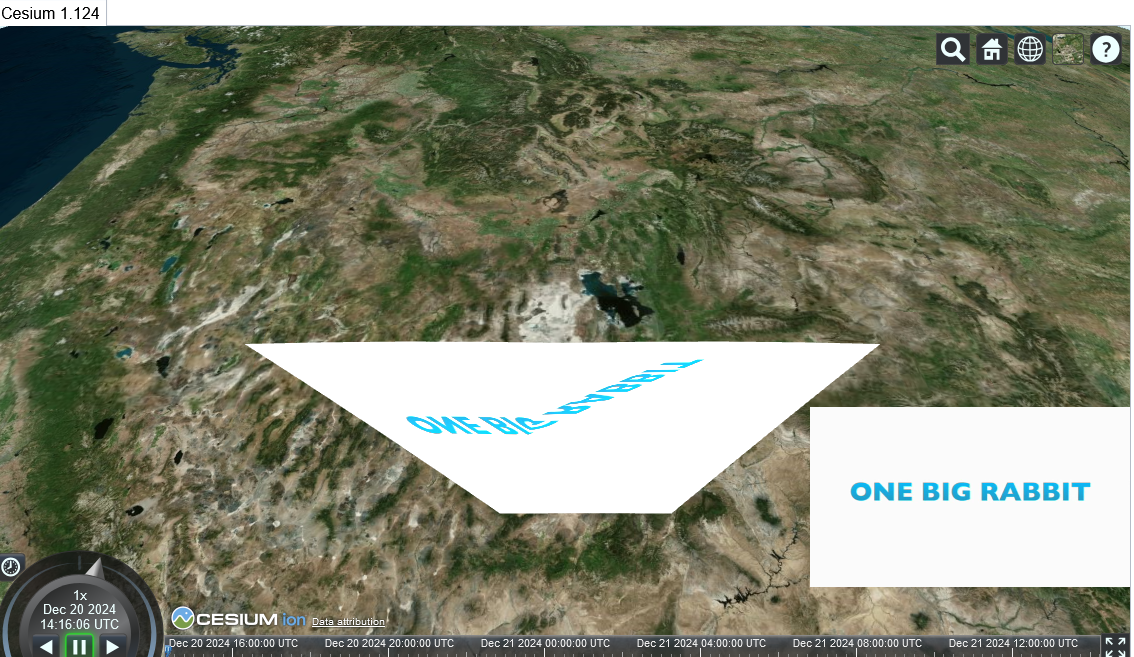 Cesium 1.124
?
ONE BIG RABBIT
ONE BIG RABBIT
1x
Dec 20 2024
14:16:06 UTC
CESIUM ion Data attribution
Dec 20 2024 16:00:00 UTC Dec 20 2024 20:00:00 UTC Dec 21 2024 00:00:00 UTC Dec 21 2024 04:00:00 UTC Dec 21 2024 08:00:00 UTC Dec 21 2024 12:00:00 UTC